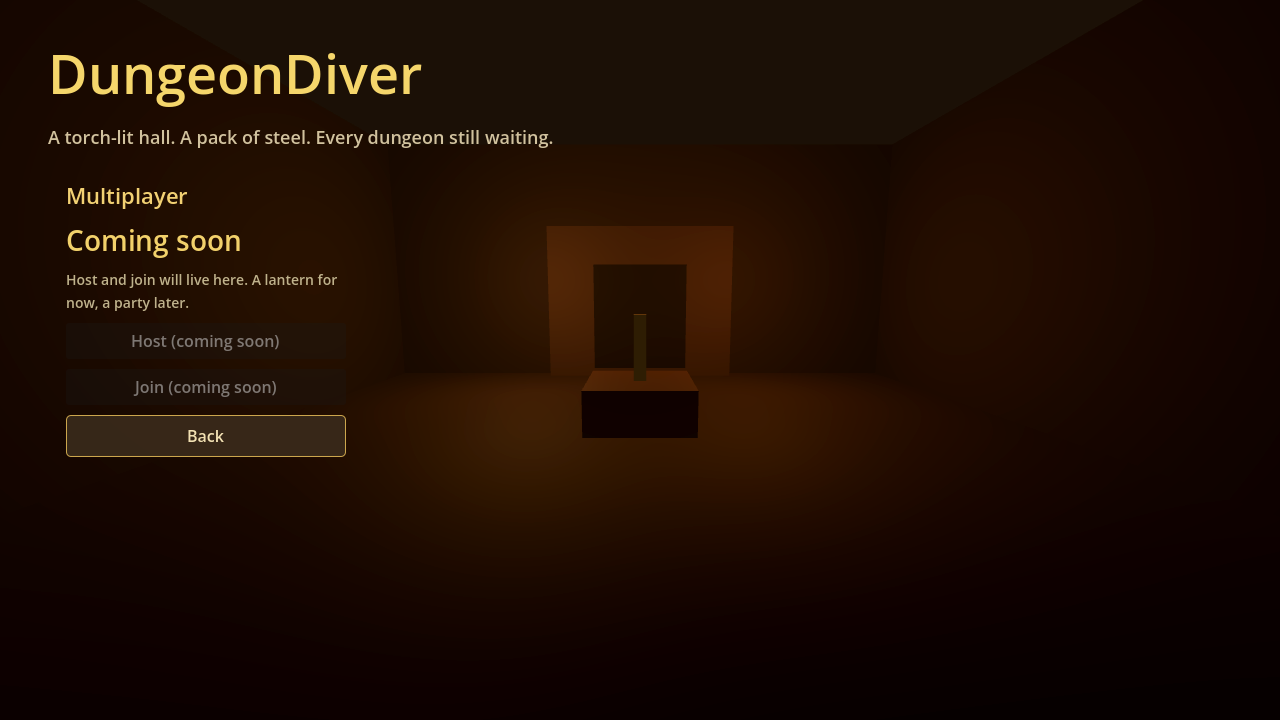 DungeonDiver
A torch-lit hall. A pack of steel. Every dungeon still waiting.
Multiplayer
Coming soon
Host and join will live here. A lantern for
now, a party later.
Host (coming soon)
Join (coming soon)
Back